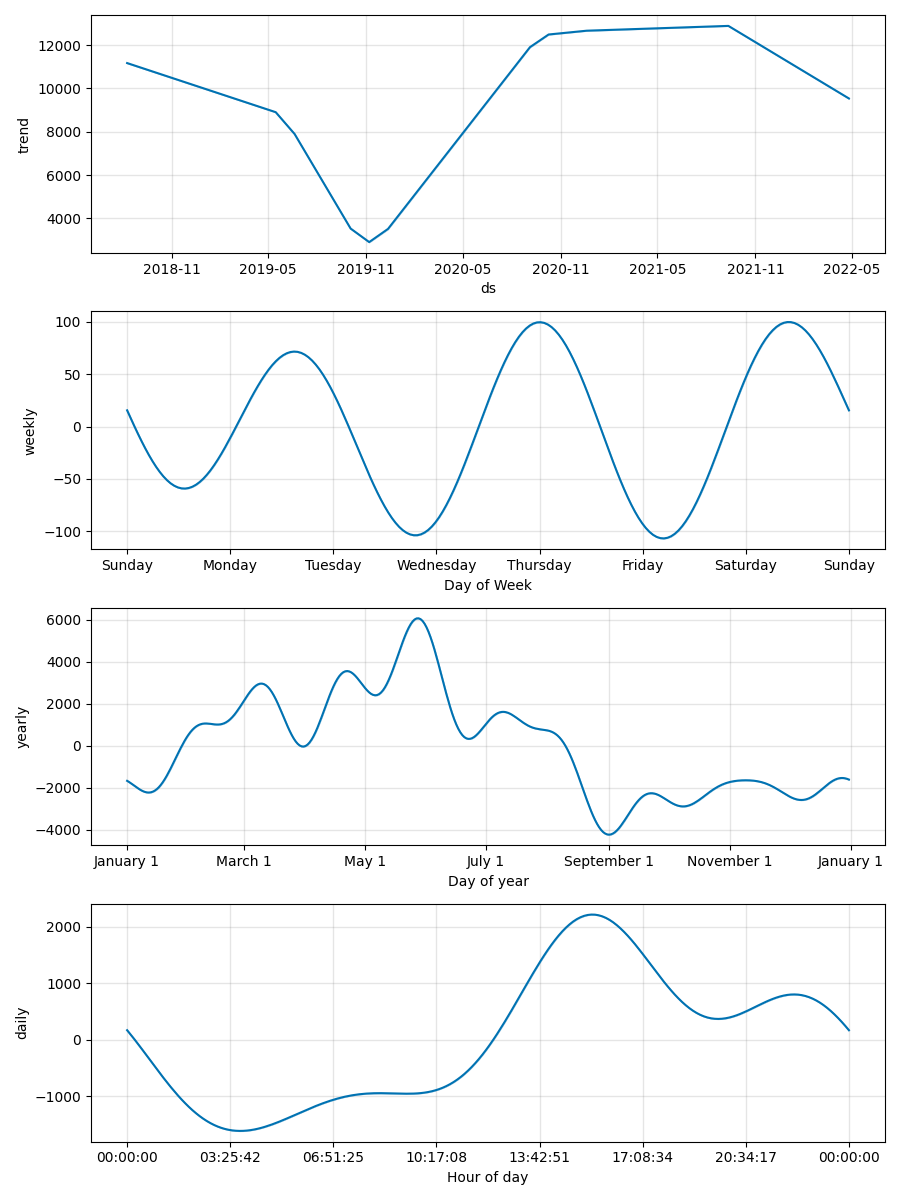 12000
10000
8000
6000
4000
trend
2018-11 2019-05 2019-11 2020-05 2020-11 2021-05 2021-11 2022-05
ds
100
50
0
−50
−100
weekly
Sunday Monday Tuesday Wednesday Thursday Friday Saturday Sunday
Day of Week
6000
4000
2000
0
−2000
−4000
yearly
January 1 March 1 May 1 July 1 September 1 November 1 January 1
Day of year
2000
1000
0
−1000
daily
00:00:00 03:25:42 06:51:25 10:17:08 13:42:51 17:08:34 20:34:17 00:00:00
Hour of day